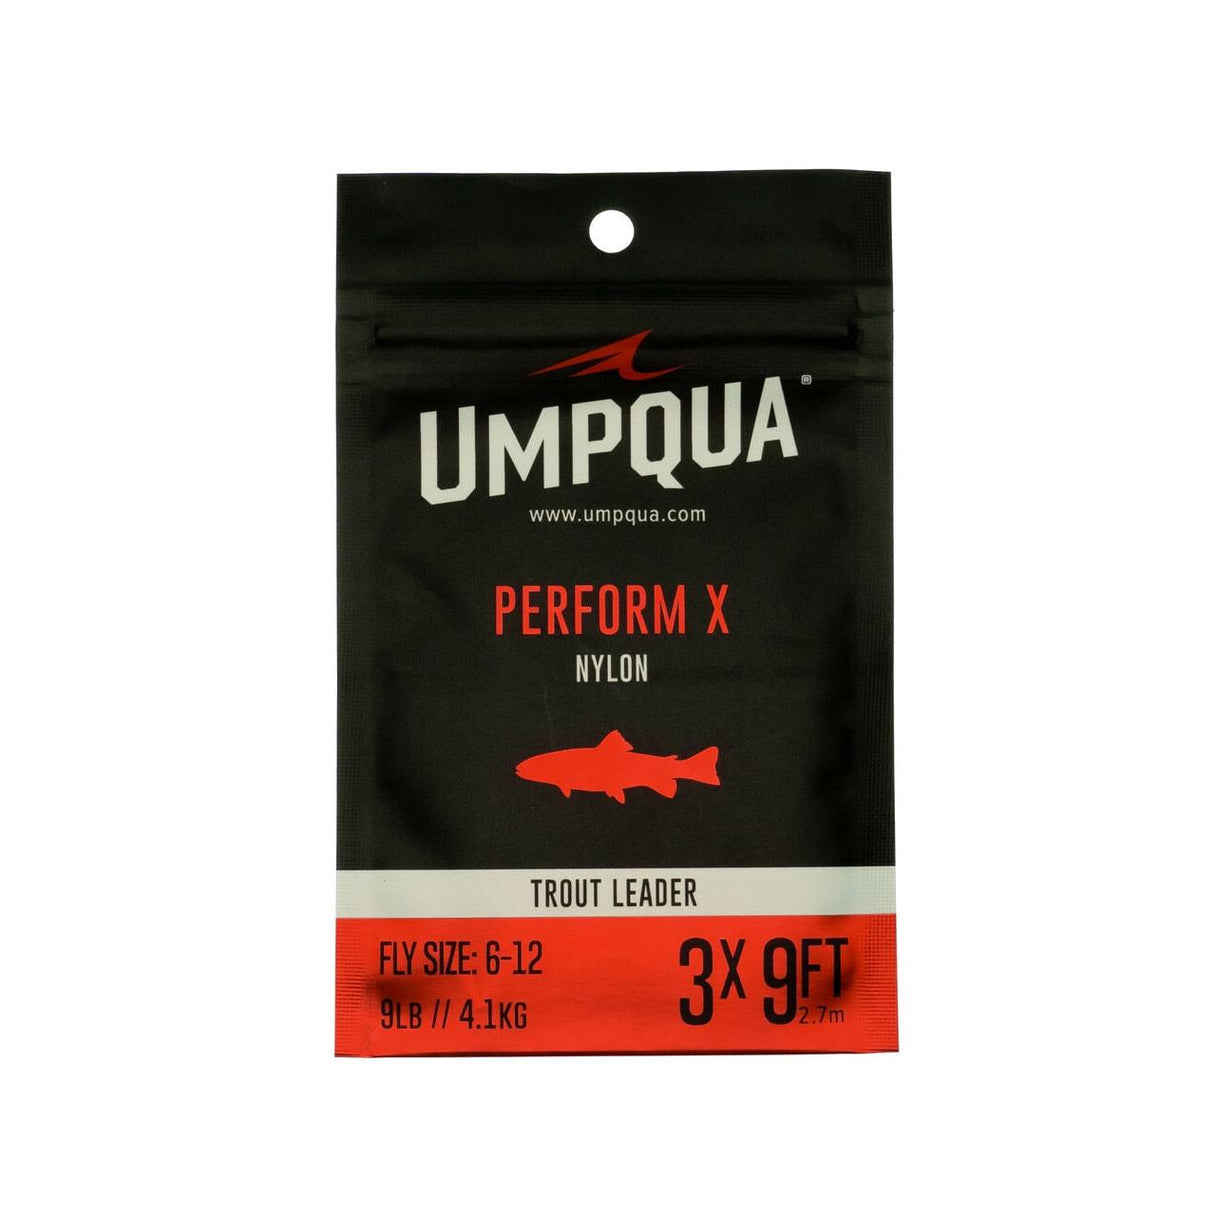 UMPQUA®
www.umpqua.com
PERFORM X
NYLON
TROUT LEADER
FLY SIZE: 6-12
9LB // 4.1KG
3X 9FT
2.7m